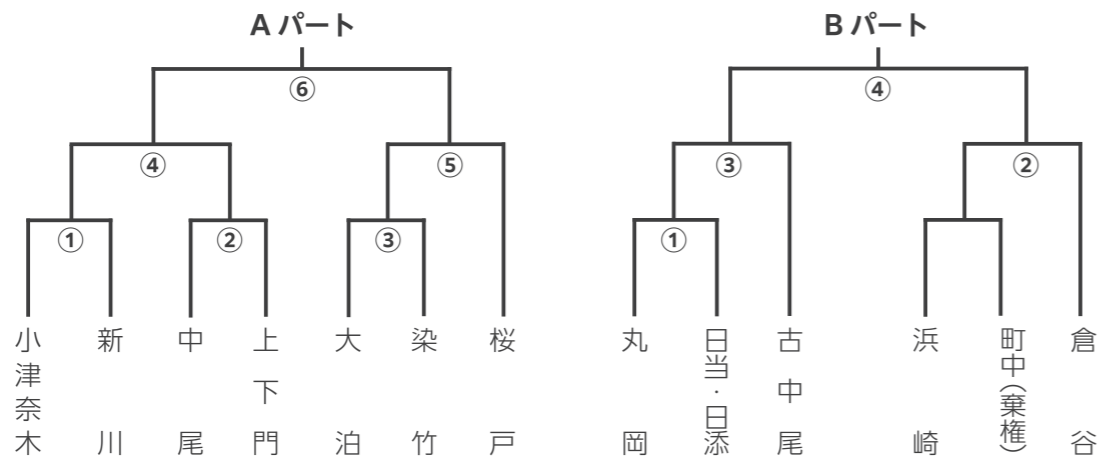 A パート
B パート
⑥
④
④
⑤
③
②
①
②
③
①
小津奈木
新川
中尾
上下門
大泊
染竹
桜戸
丸岡
日当・日添
古中尾
浜崎
町中(棄権)
倉谷